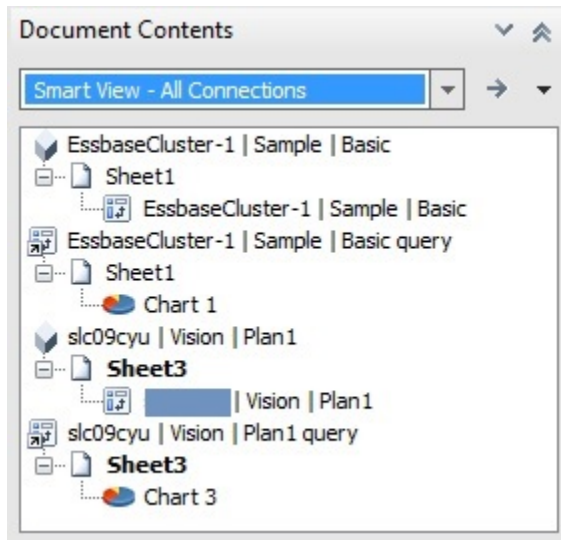 Document Contents
Smart View - All Connections
EssbaseCluster-1 | Sample | Basic
Sheet1
EssbaseCluster-1 | Sample | Basic
EssbaseCluster-1 | Sample | Basic query
Sheet1
Chart 1
slc09cyu | Vision | Plan1
Sheet3
| Vision | Plan1
slc09cyu | Vision | Plan1 query
Sheet3
Chart 3